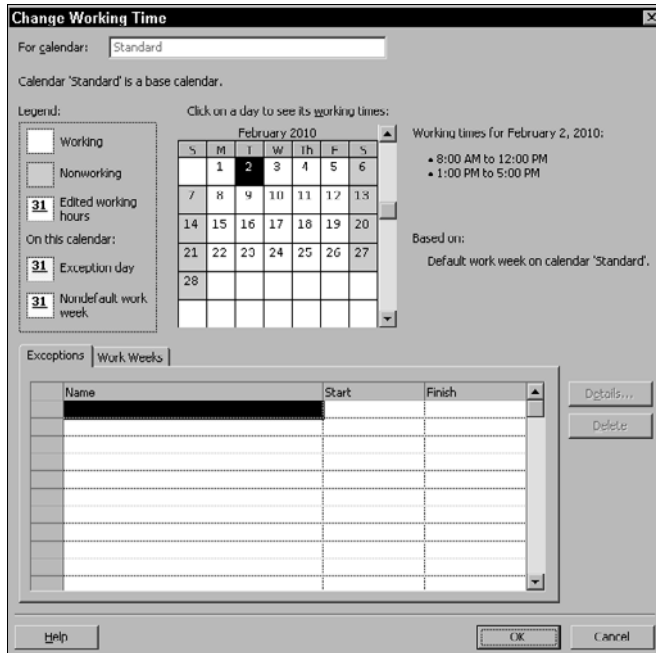 Change Working Time
For calendar: Standard
Calendar 'Standard' is a base calendar.
Legend:
Working
Nonworking
31 Edited working hours
On this calendar:
31 Exception day
31 Nondefault work week
Click on a day to see its working times:
February 2010
S M T W Th F S
1 2 3 4 5 6
7 8 9 10 11 12 13
14 15 16 17 18 19 20
21 22 23 24 25 26 27
28
Working times for February 2, 2010:
• 8:00 AM to 12:00 PM
• 1:00 PM to 5:00 PM
Based on:
Default work week on calendar 'Standard'.
Exceptions Work Weeks
Name Start Finish
Details...
Delete
Help OK Cancel